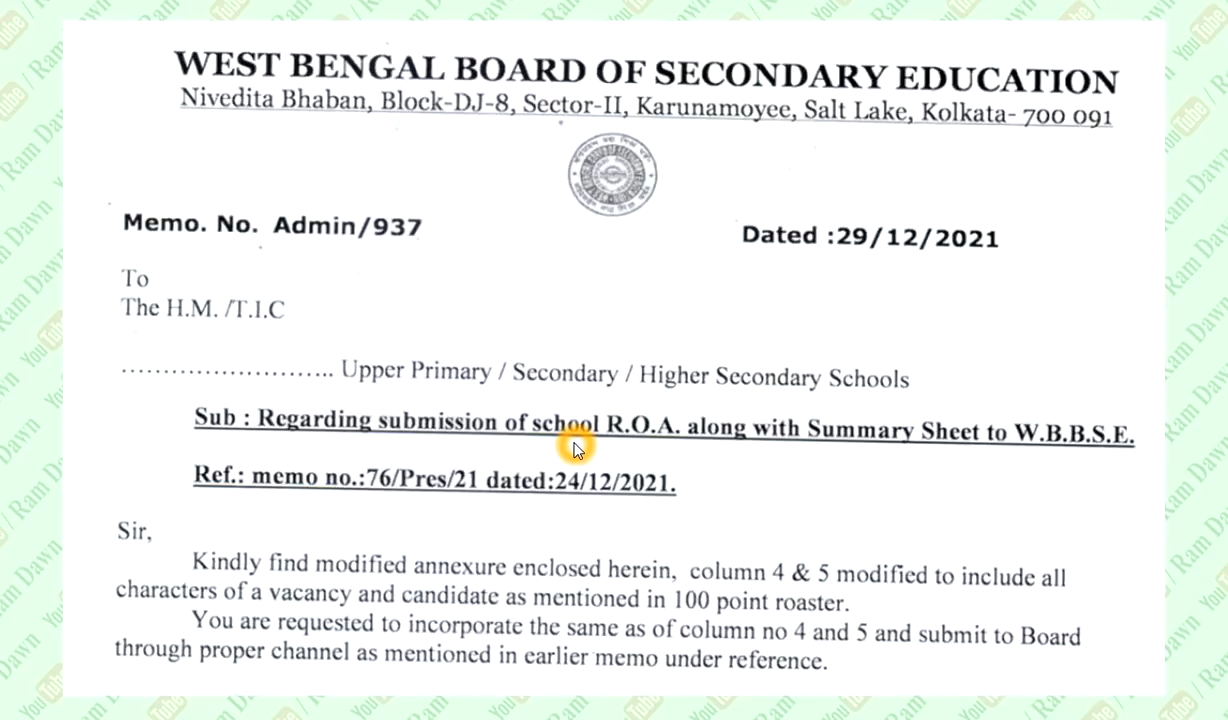 WEST BENGAL BOARD OF SECONDARY EDUCATION
Nivedita Bhaban, Block-DJ-8, Sector-II, Karunamoyee, Salt Lake, Kolkata- 700 091
Memo. No. Admin/937
Dated :29/12/2021
To
The H.M. /T.I.C
.......................... Upper Primary / Secondary / Higher Secondary Schools
Sub : Regarding submission of school R.O.A. along with Summary Sheet to W.B.B.S.E.
Ref.: memo no.:76/Pres/21 dated:24/12/2021.
Sir,
Kindly find modified annexure enclosed herein, column 4 & 5 modified to include all
characters of a vacancy and candidate as mentioned in 100 point roaster.
You are requested to incorporate the same as of column no 4 and 5 and submit to Board
through proper channel as mentioned in earlier memo under reference.
Ram Dawn / YouTube